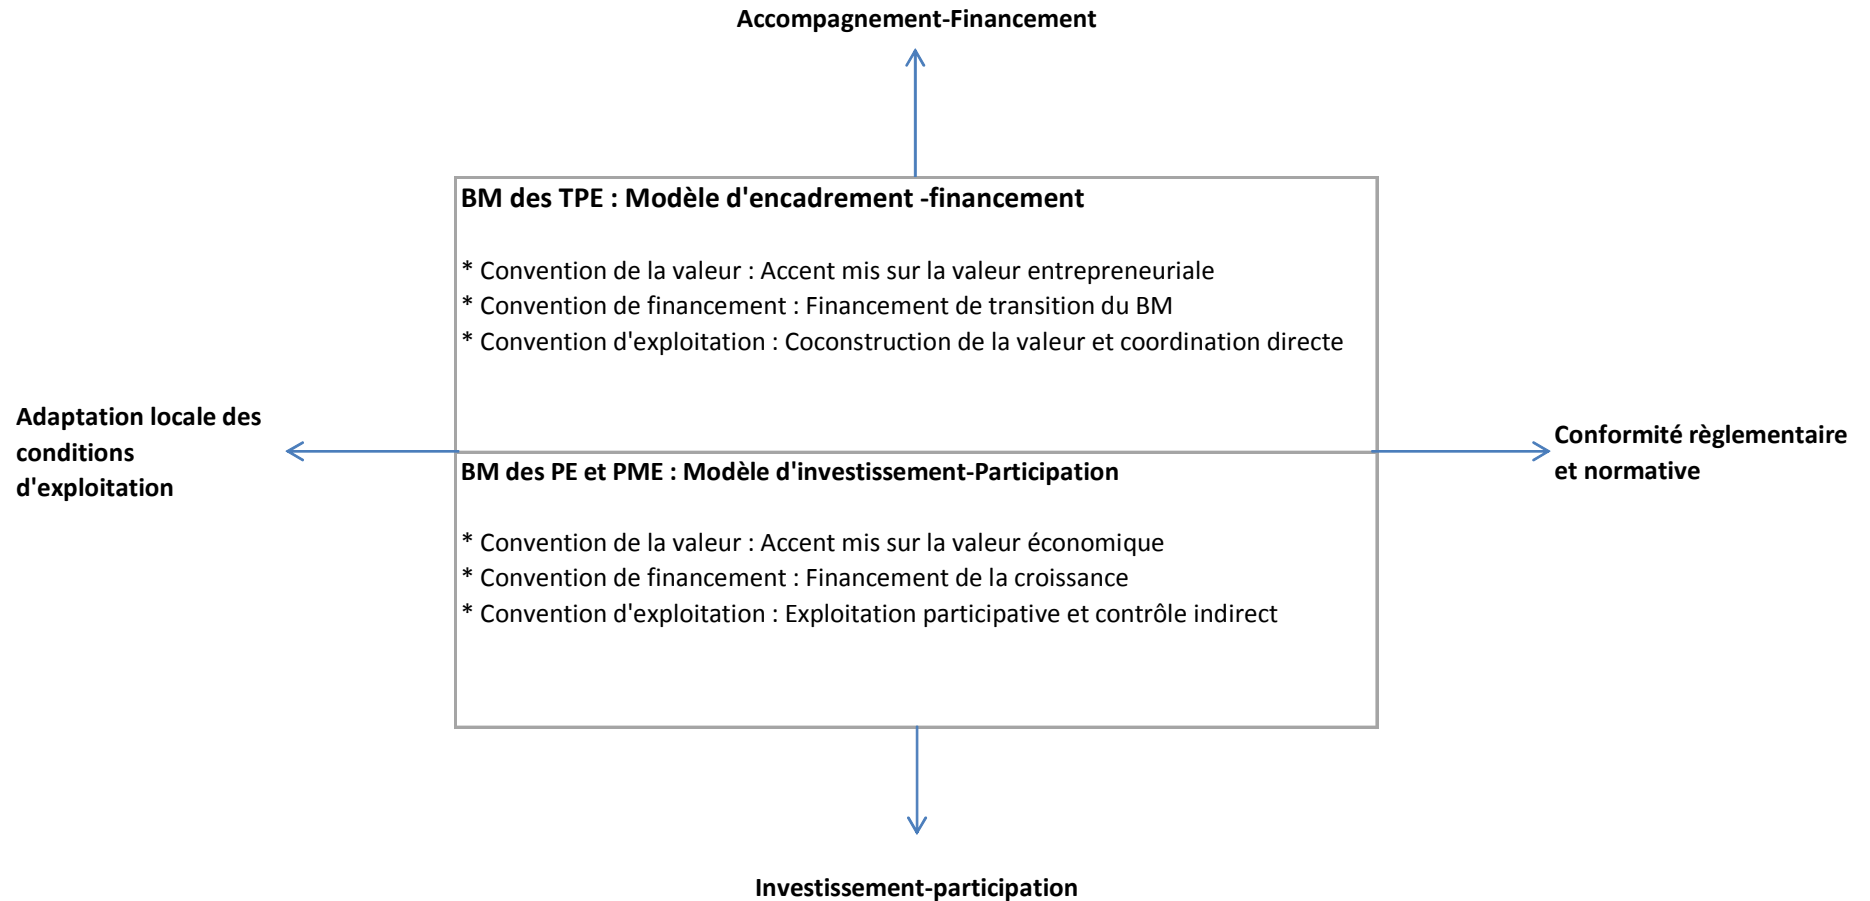 Accompagnement-Financement
BM des TPE : Modèle d'encadrement -financement
* Convention de la valeur : Accent mis sur la valeur entrepreneuriale
* Convention de financement : Financement de transition du BM
* Convention d'exploitation : Coconstruction de la valeur et coordination directe
Adaptation locale des
conditions
d'exploitation
Conformité règlementaire
et normative
BM des PE et PME : Modèle d'investissement-Participation
* Convention de la valeur : Accent mis sur la valeur économique
* Convention de financement : Financement de la croissance
* Convention d'exploitation : Exploitation participative et contrôle indirect
Investissement-participation